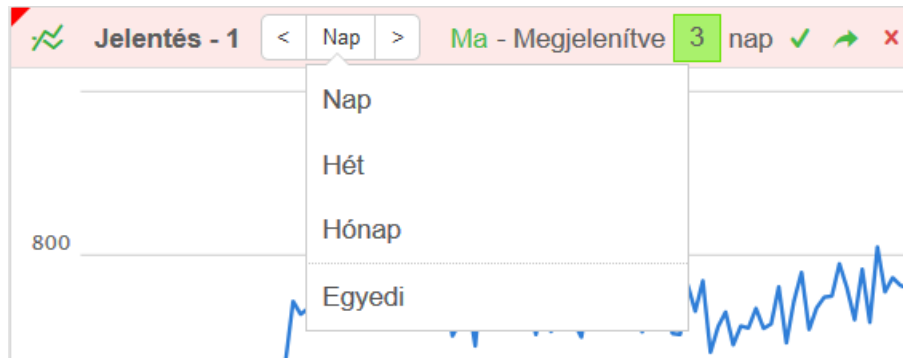 Jelentés - 1 < Nap > Ma - Megjelenítve 3 nap
Nap
Hét
Hónap
800
Egyedi